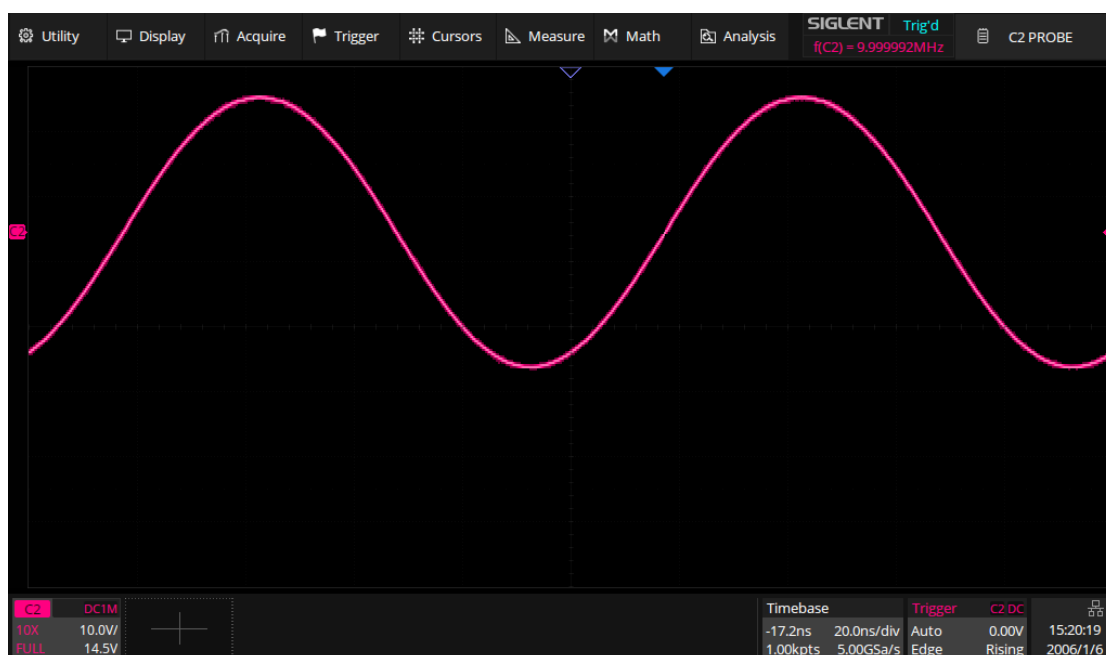 Utility Display Acquire Trigger Cursors Measure Math Analysis SIGLENT Trig'd C2 PROBE
f(C2) = 9.999992MHz
C2
C2 DC1M Timebase Trigger C2 DC
10X 10.0V/ -17.2ns 20.0ns/div Auto 0.00V 15:20:19
FULL 14.5V 1.00kpts 5.00GSa/s Edge Rising 2006/1/6